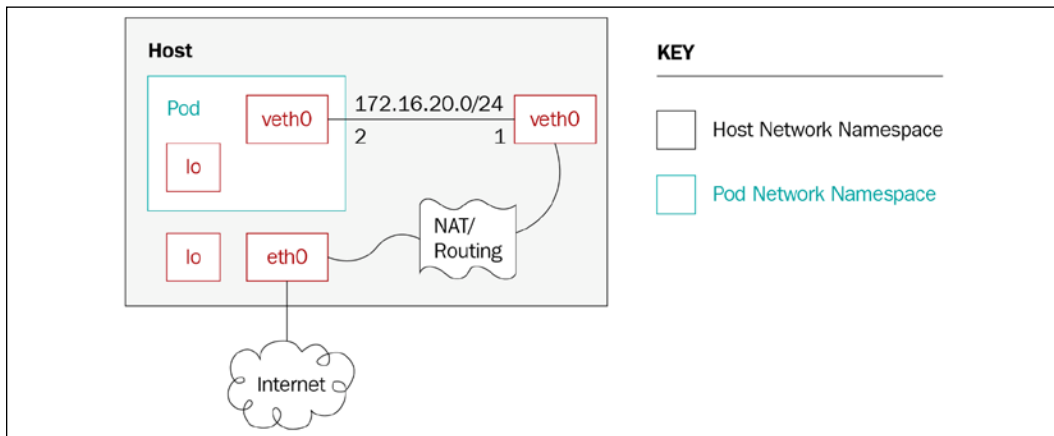 Host
KEY
Pod
veth0
172.16.20.0/24
veth0
2
1
lo
Host Network Namespace
Pod Network Namespace
NAT/
Routing
lo
eth0
Internet